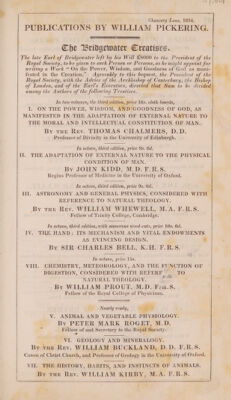 Chancery Lane, 1834.
PUBLICATIONS BY WILLIAM PICKERING.
The Bridgewater Treatises.
The late Earl of Bridgewater left by his Will £8000 to the President of the
Royal Society, to be given to such Person or Persons, as he might appoint for
writing a Work "On the Power, Wisdom, and Goodness of God as mani-
fested in the Creation." Agreeably to this bequest, the President of the
Royal Society, with the Advice of the Archbishop of Canterbury, the Bishop
of London, and of the Earl's Executors, directed that Sum to be divided
among the Authors of the following Treatises.
In two volumes, the third edition, price 18s. cloth boards,
I. ON THE POWER, WISDOM, AND GOODNESS OF GOD, AS
MANIFESTED IN THE ADAPTATION OF EXTERNAL NATURE TO
THE MORAL AND INTELLECTUAL CONSTITUTION OF MAN.
BY THE REV. THOMAS CHALMERS, D.D.
Professor of Divinity in the University of Edinburgh.
In octavo, third edition, price 9s. 6d.
II. THE ADAPTATION OF EXTERNAL NATURE TO THE PHYSICAL
CONDITION OF MAN.
BY JOHN KIDD, M.D. F.R.S.
Regius Professor of Medicine in the University of Oxford.
In octavo, third edition, price 9s. 6d.
III. ASTRONOMY AND GENERAL PHYSICS, CONSIDERED WITH
REFERENCE TO NATURAL THEOLOGY.
BY THE REV. WILLIAM WHEWELL, M.A. F.R.S.
Fellow of Trinity College, Cambridge.
In octavo, third edition, with numerous wood-cuts, price 10s. 6d.
IV. THE HAND: ITS MECHANISM AND VITAL ENDOWMENTS
AS EVINCING DESIGN.
BY SIR CHARLES BELL, K.H. F.R.S.
In octavo, price 15s.
VIII. CHEMISTRY, METEOROLOGY, AND THE FUNCTION OF
DIGESTION, CONSIDERED WITH TO
NATURAL THEOLOGY.
BY WILLIAM PROUT, M.D. F.R.S.
Fellow of the Royal College of Physicians.
Nearly ready,
V. ANIMAL AND VEGETABLE PHYSIOLOGY.
BY PETER MARK ROGET, M.D.
Fellow of and Secretary to the Royal Society.
VI. GEOLOGY AND MINERALOGY.
BY THE REV. WILLIAM BUCKLAND, D.D. F.R.S.
Canon of Christ Church, and Professor of Geology in the University of Oxford.
VII. THE HISTORY, HABITS, AND INSTINCTS OF ANIMALS.
BY THE REV. WILLIAM KIRBY, M.A. F.R.S.